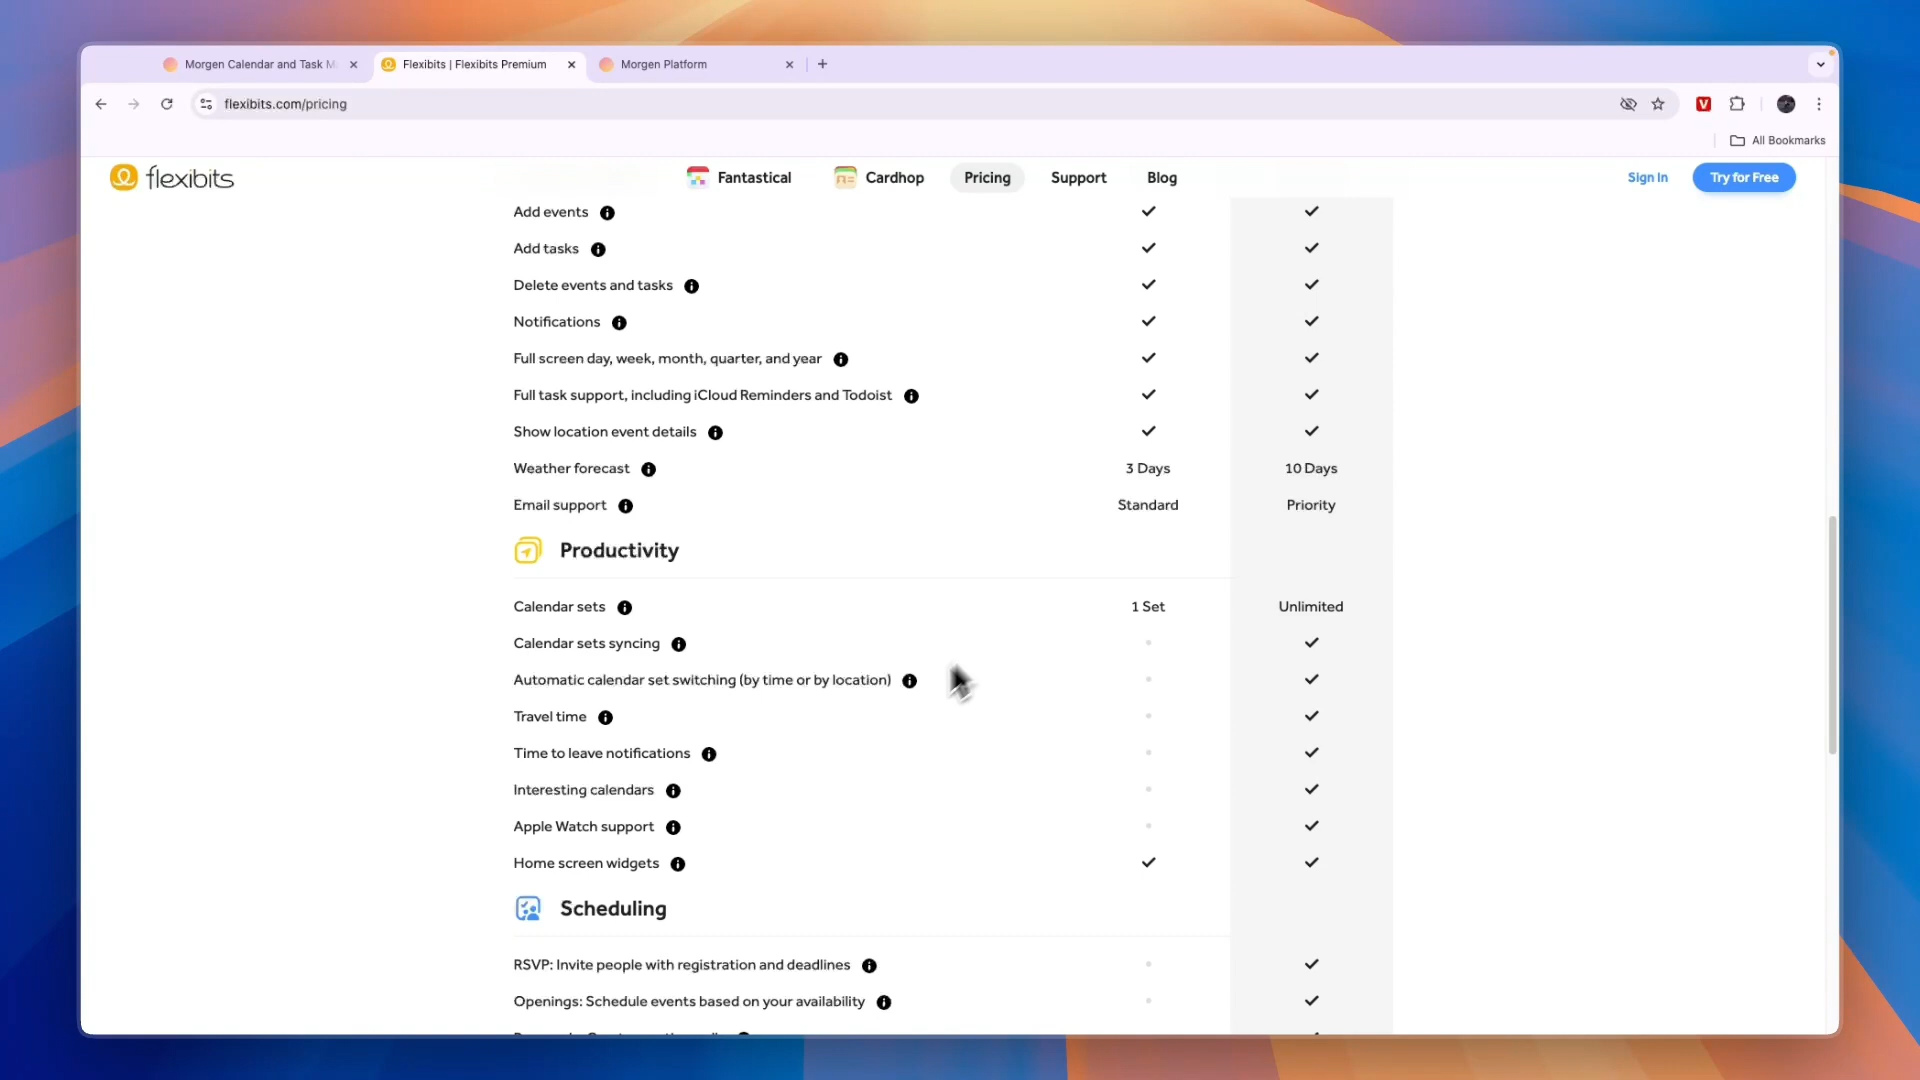 Morgen Calendar and Task M
Flexibits | Flexibits Premium
Morgen Platform
flexibits.com/pricing
All Bookmarks
flexibits
Fantastical
Cardhop
Pricing
Support
Blog
Sign In
Try for Free
Add events
Add tasks
Delete events and tasks
Notifications
Full screen day, week, month, quarter, and year
Full task support, including iCloud Reminders and Todoist
Show location event details
Weather forecast 3 Days 10 Days
Email support Standard Priority
Productivity
Calendar sets 1 Set Unlimited
Calendar sets syncing
Automatic calendar set switching (by time or by location)
Travel time
Time to leave notifications
Interesting calendars
Apple Watch support
Home screen widgets
Scheduling
RSVP: Invite people with registration and deadlines
Openings: Schedule events based on your availability